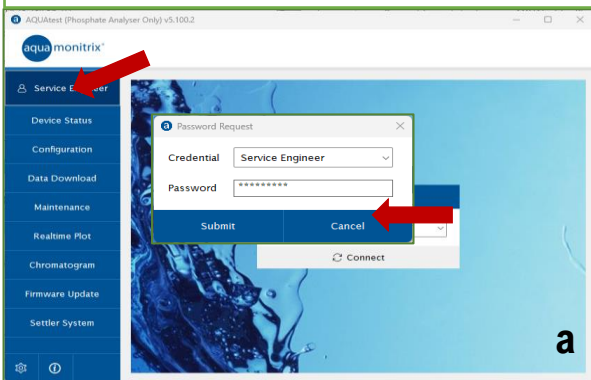 AQUAtest (Phosphate Analyser Only) v5.100.2
aqua monitrix
Service Engineer
Device Status
Configuration
Data Download
Maintenance
Realtime Plot
Chromatogram
Firmware Update
Settler System
Password Request
Credential Service Engineer
Password *********
Submit Cancel
Connect
a